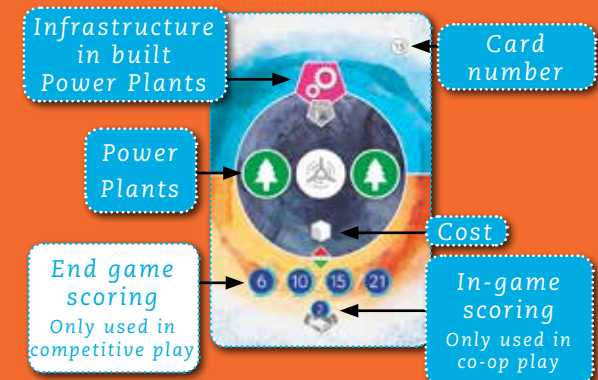 Infrastructure
in built
Power Plants
Card
number
Power
Plants
Cost
6 / 10 / 15 / 21
End game
scoring
Only used in
competitive play
In-game
scoring
Only used in
co-op play